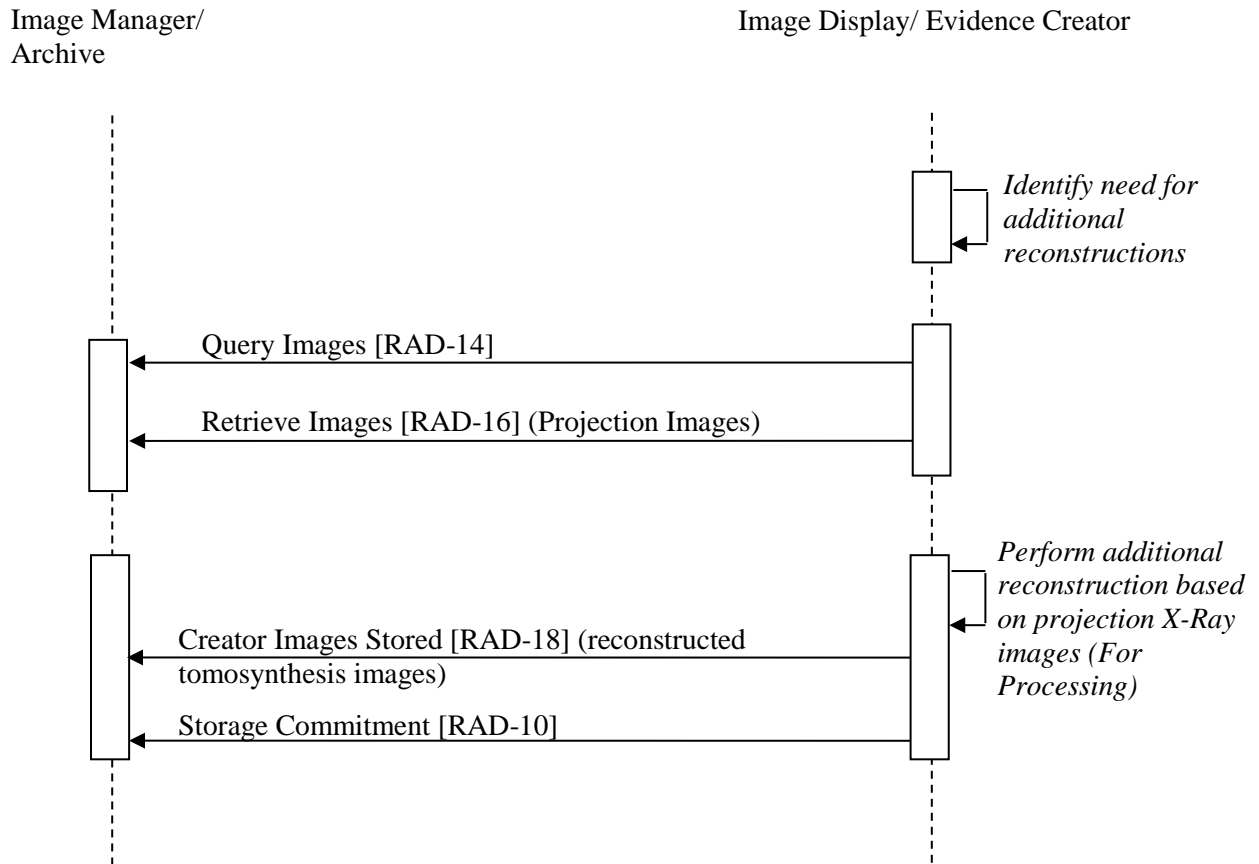 Image Manager/
Archive
Image Display/ Evidence Creator
Identify need for
additional
reconstructions
Query Images [RAD-14]
Retrieve Images [RAD-16] (Projection Images)
Perform additional
reconstruction based
on projection X-Ray
images (For
Processing)
Creator Images Stored [RAD-18] (reconstructed
tomosynthesis images)
Storage Commitment [RAD-10]